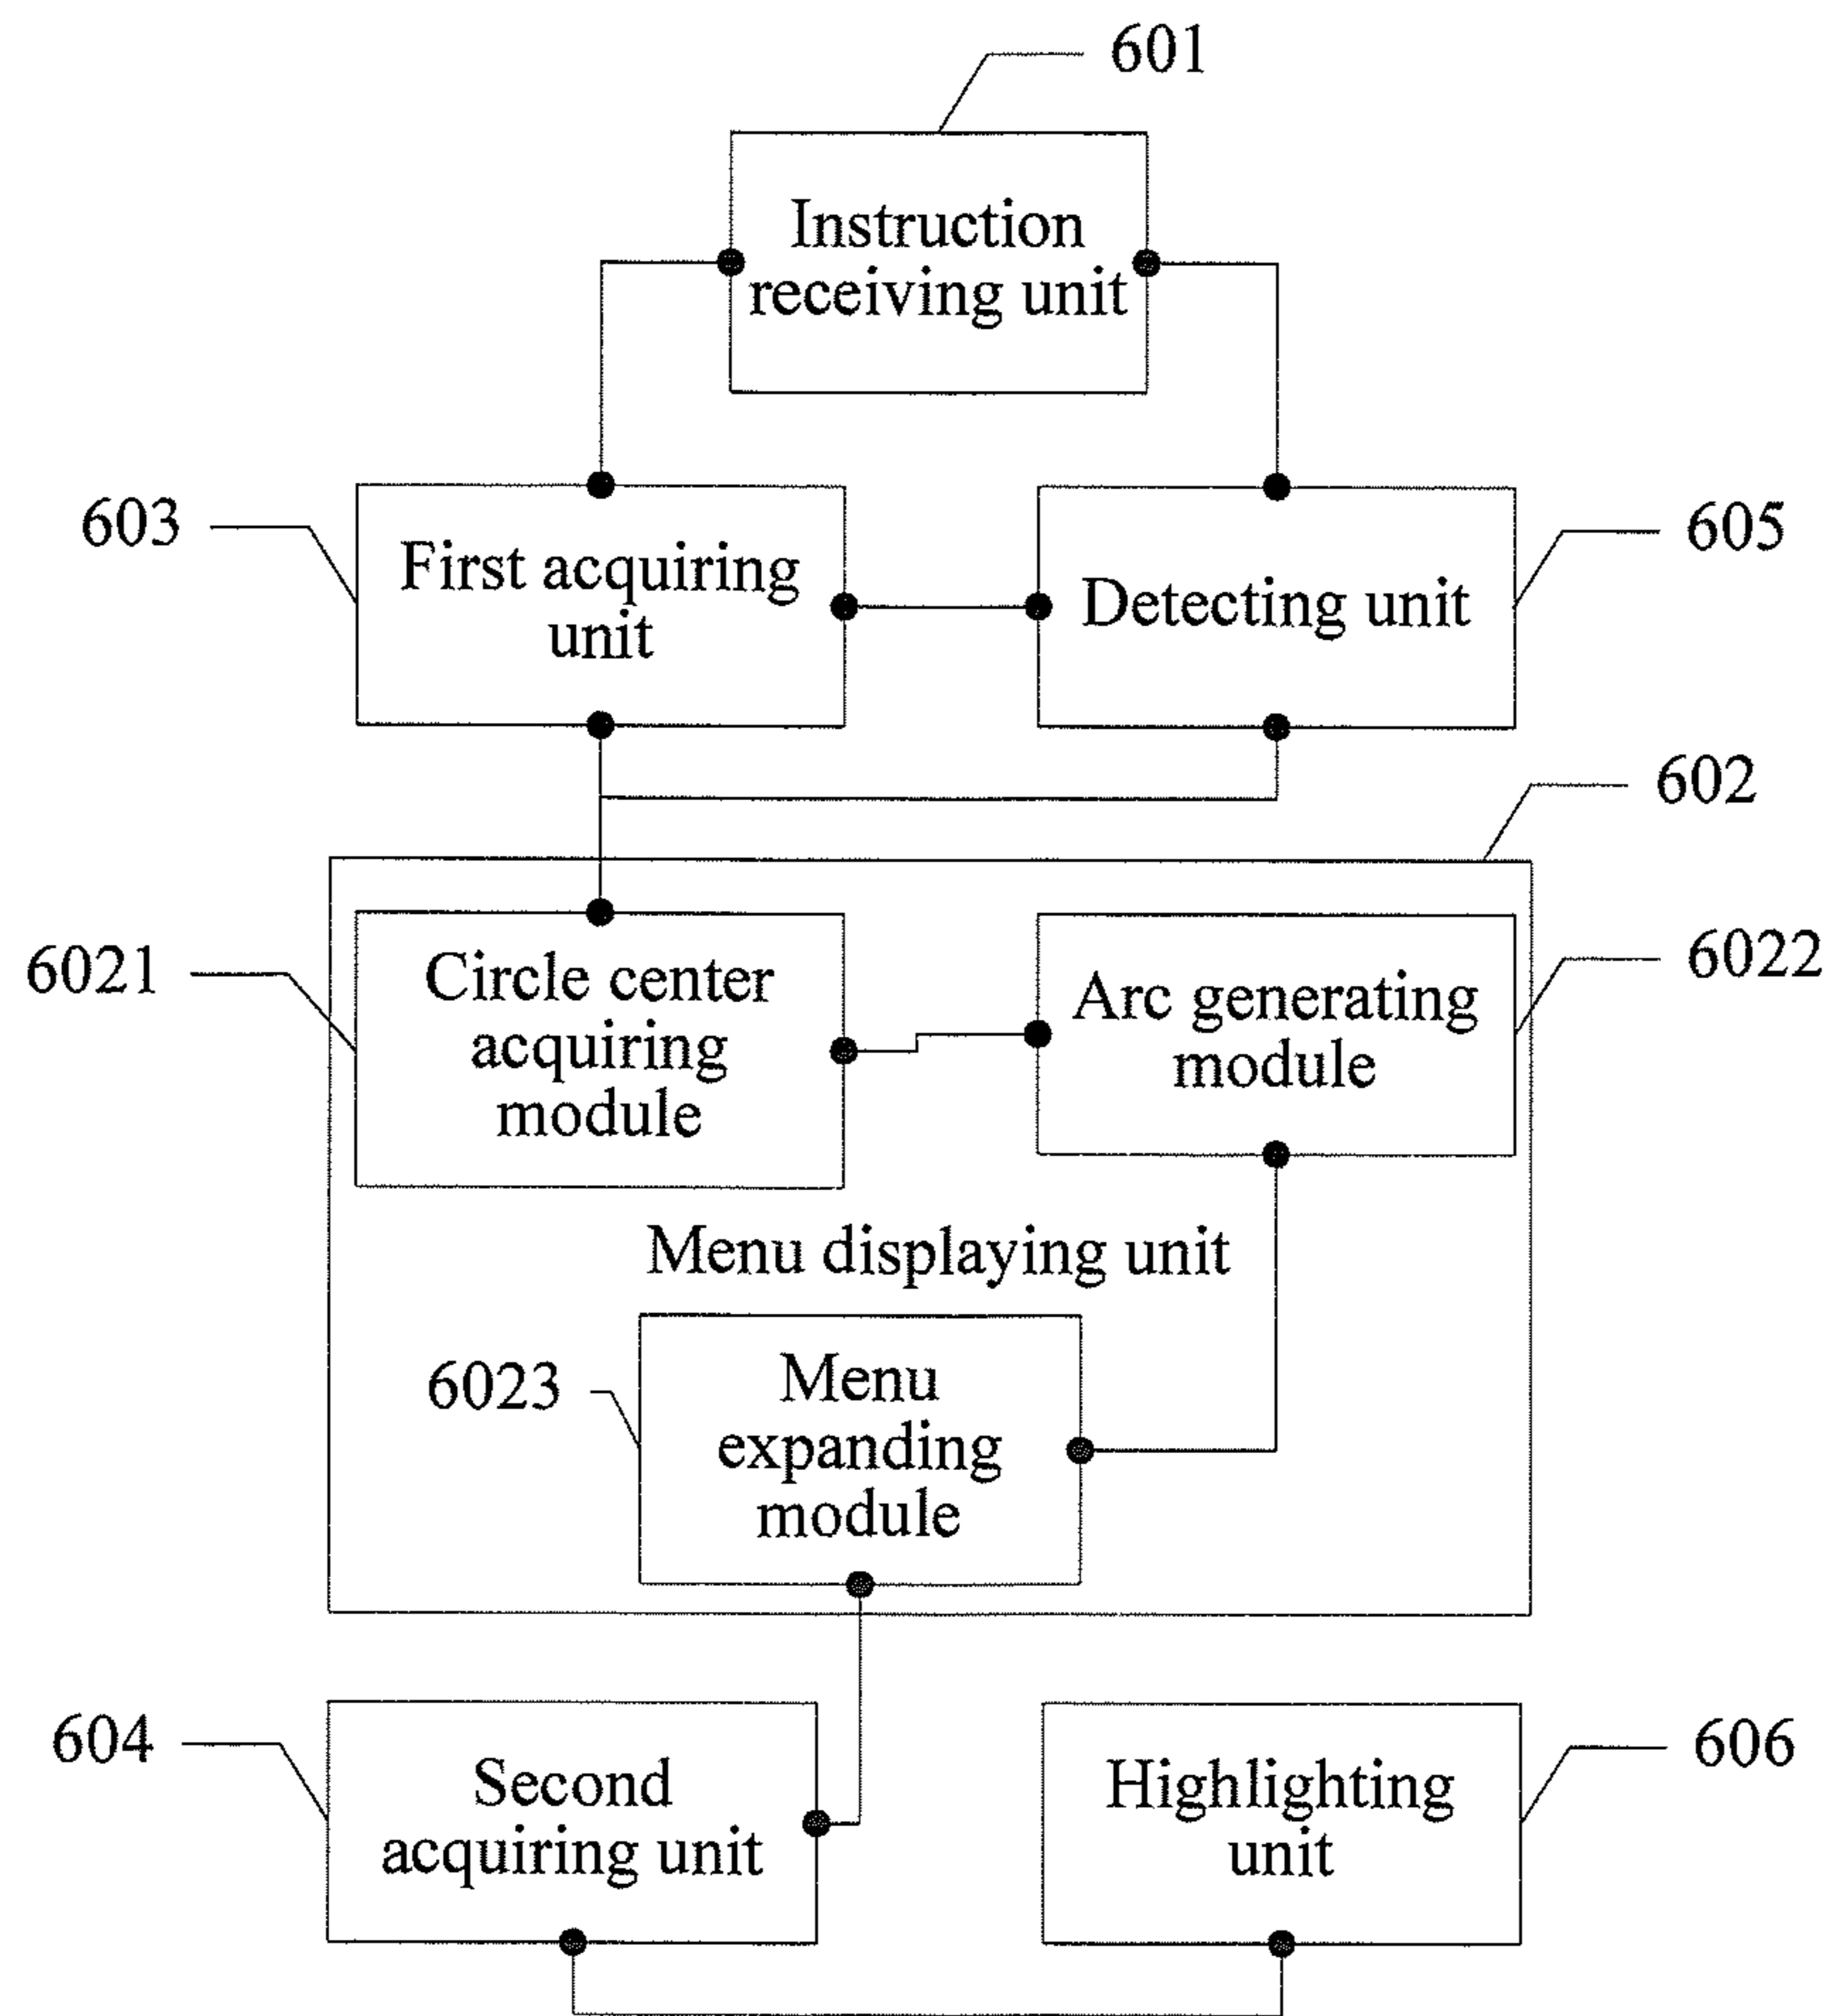 601
Instruction
receiving unit
603
First acquiring
unit
605
Detecting unit
602
6021
Circle center
acquiring
module
6022
Arc generating
module
Menu displaying unit
6023
Menu
expanding
module
604
Second
acquiring unit
606
Highlighting
unit